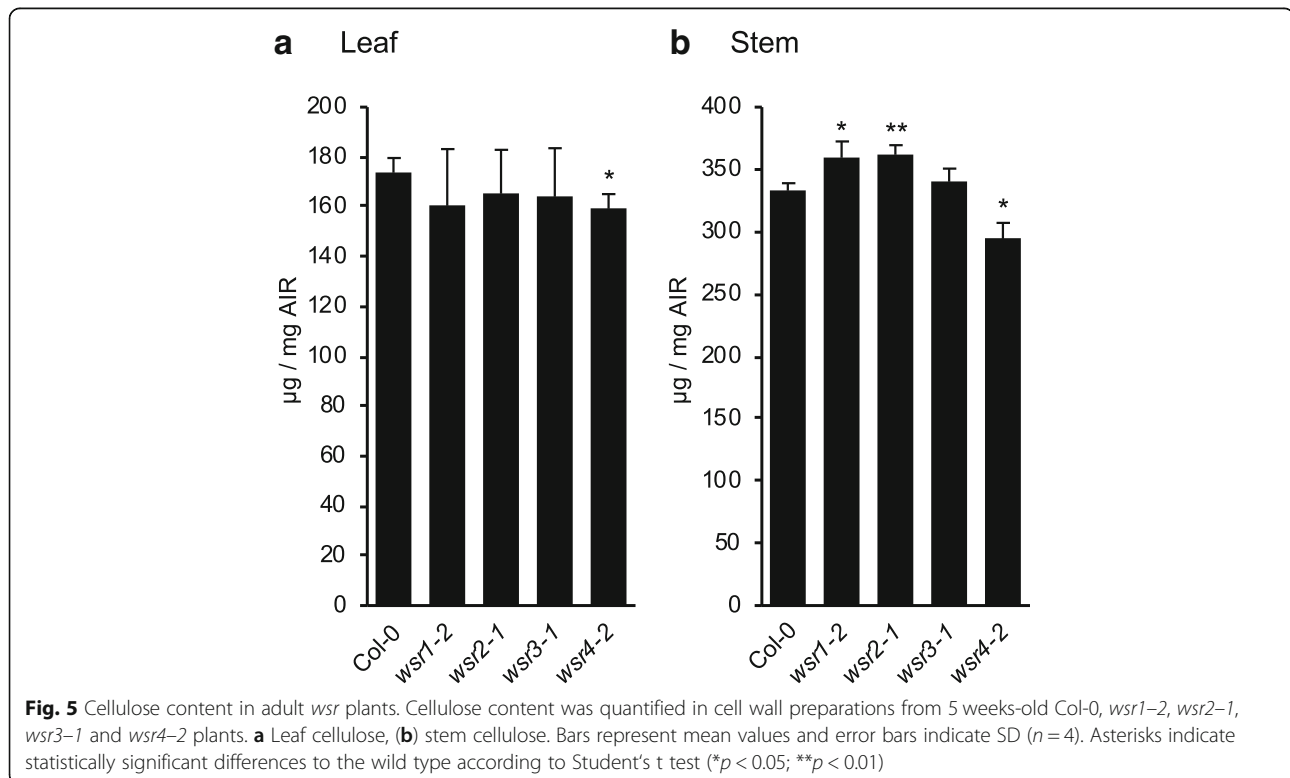 a Leaf
200
180
160
140
120
100
80
60
40
20
0
µg / mg AIR
*
Col-0
wsr1-2
wsr2-1
wsr3-1
wsr4-2
b Stem
400
350
300
250
200
150
100
50
0
µg / mg AIR
*
**
*
Col-0
wsr1-2
wsr2-1
wsr3-1
wsr4-2
Fig. 5 Cellulose content in adult wsr plants. Cellulose content was quantified in cell wall preparations from 5 weeks-old Col-0, wsr1–2, wsr2–1,
wsr3–1 and wsr4–2 plants. a Leaf cellulose, (b) stem cellulose. Bars represent mean values and error bars indicate SD (n = 4). Asterisks indicate
statistically significant differences to the wild type according to Student‘s t test (*p < 0.05; **p < 0.01)